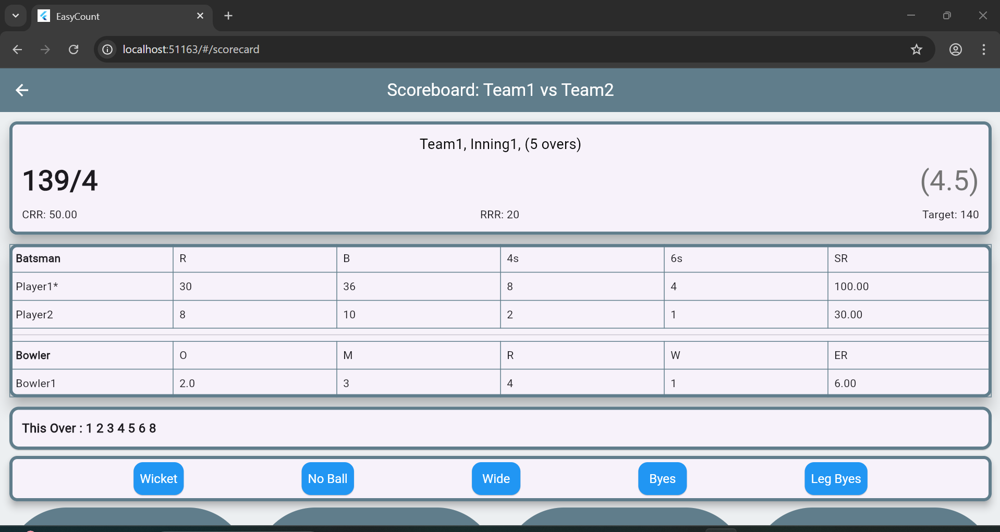 EasyCount
localhost:51163/#/scorecard
Scoreboard: Team1 vs Team2
Team1, Inning1, (5 overs)
139/4 (4.5)
CRR: 50.00 RRR: 20 Target: 140
Batsman R B 4s 6s SR
Player1* 30 36 8 4 100.00
Player2 8 10 2 1 30.00
Bowler O M R W ER
Bowler1 2.0 3 4 1 6.00
This Over : 1 2 3 4 5 6 8
Wicket No Ball Wide Byes Leg Byes